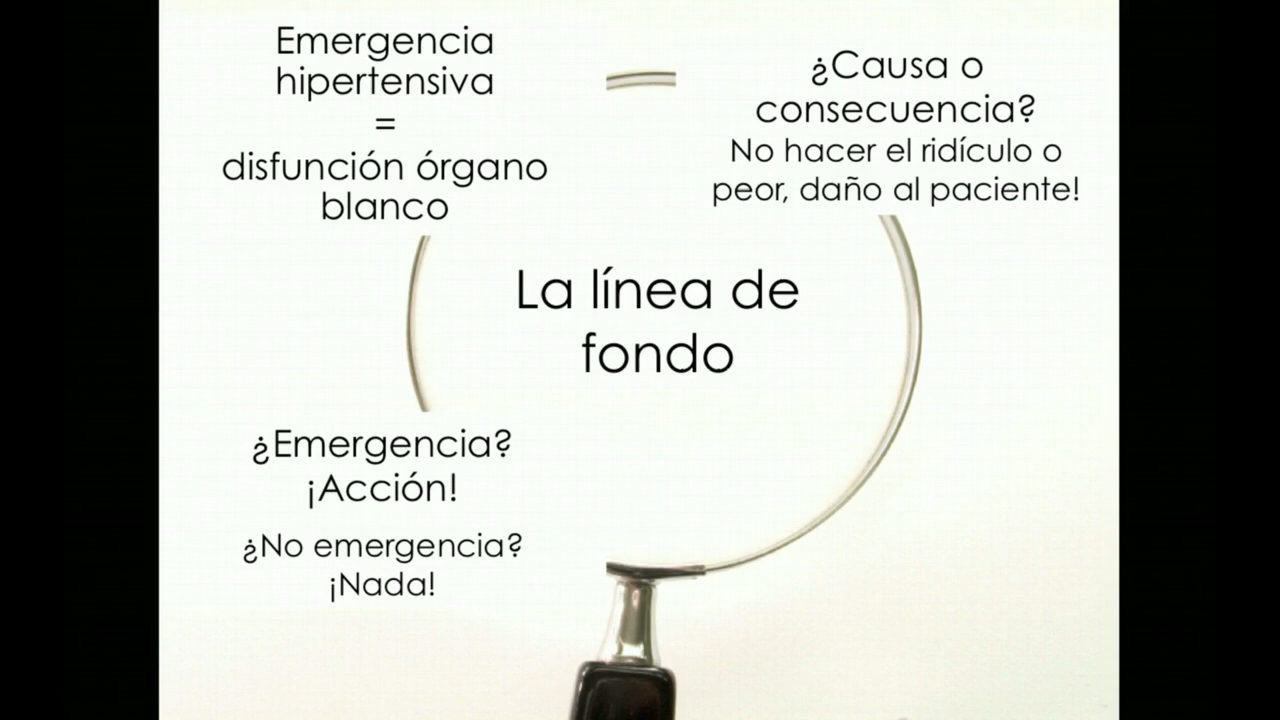 Emergencia
hipertensiva
=
disfunción órgano
blanco
¿Causa o
consecuencia?
No hacer el ridículo o
peor, daño al paciente!
La línea de
fondo
¿Emergencia?
¡Acción!
¿No emergencia?
¡Nada!